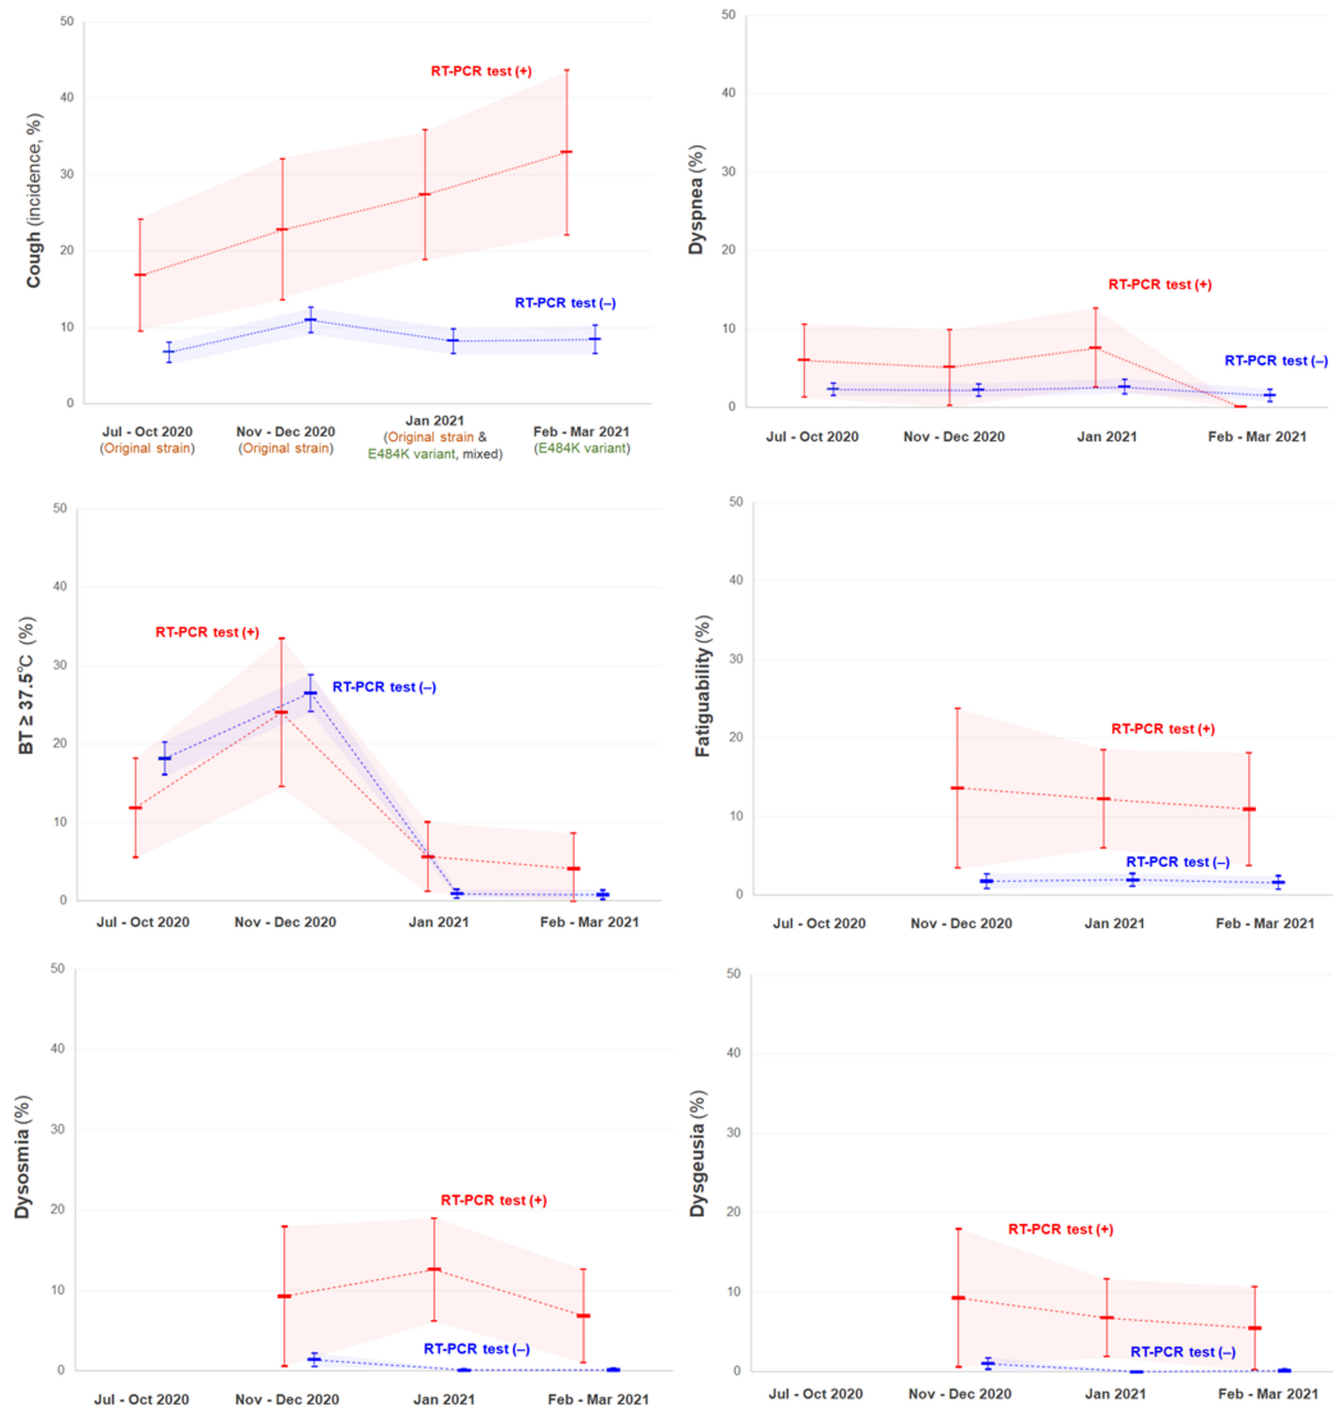 Cough (incidence, %)
50
40
30
20
10
0
RT-PCR test (+)
RT-PCR test (–)
Jul - Oct 2020
(Original strain)
Nov - Dec 2020
(Original strain)
Jan 2021
(Original strain &
E484K variant, mixed)
Feb - Mar 2021
(E484K variant)
Dyspnea (%)
50
40
30
20
10
0
RT-PCR test (+)
RT-PCR test (–)
Jul - Oct 2020
Nov - Dec 2020
Jan 2021
Feb - Mar 2021
BT ≥ 37.5℃ (%)
50
40
30
20
10
0
RT-PCR test (+)
RT-PCR test (–)
Jul - Oct 2020
Nov - Dec 2020
Jan 2021
Feb - Mar 2021
Fatiguability (%)
50
40
30
20
10
0
RT-PCR test (+)
RT-PCR test (–)
Jul - Oct 2020
Nov - Dec 2020
Jan 2021
Feb - Mar 2021
Dysosmia (%)
50
40
30
20
10
0
RT-PCR test (+)
RT-PCR test (–)
Jul - Oct 2020
Nov - Dec 2020
Jan 2021
Feb - Mar 2021
Dysgeusia (%)
50
40
30
20
10
0
RT-PCR test (+)
RT-PCR test (–)
Jul - Oct 2020
Nov - Dec 2020
Jan 2021
Feb - Mar 2021